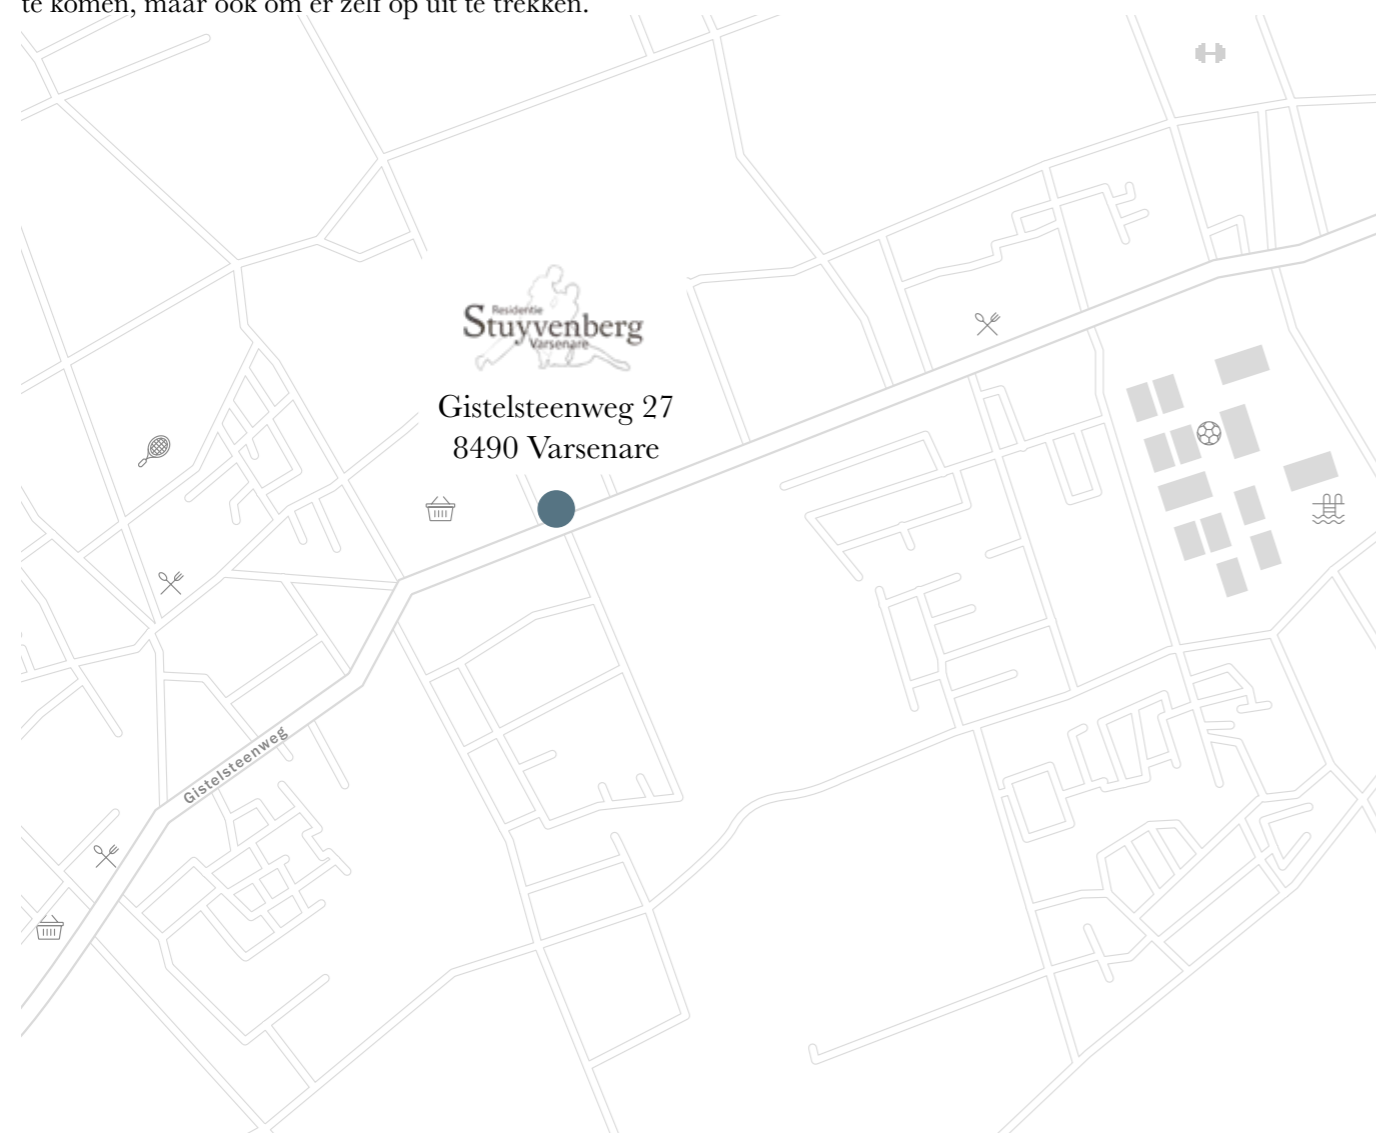 te komen, maar ook om er zelf op uit te trekken.
Residentie
Stuyvenberg
Varsenare
Gistelsteenweg 27
8490 Varsenare
Gistelsteenweg